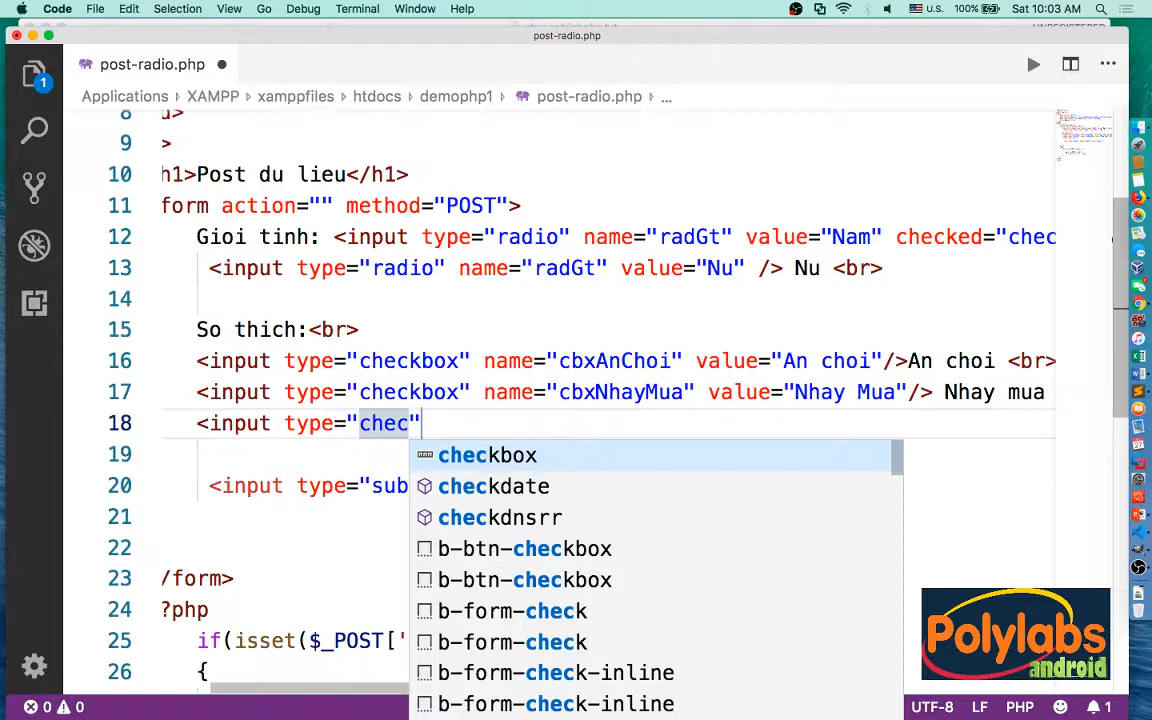 Code File Edit Selection View Go Debug Terminal Window Help U.S. 100% Sat 10:03 AM
post-radio.php
1
post-radio.php
Applications > XAMPP > xamppfiles > htdocs > demophp1 > post-radio.php > ...
8 d>
9 >
10 h1>Post du lieu</h1>
11 form action="" method="POST">
12 Gioi tinh: <input type="radio" name="radGt" value="Nam" checked="chec
13 <input type="radio" name="radGt" value="Nu" /> Nu <br>
14
15 So thich:<br>
16 <input type="checkbox" name="cbxAnChoi" value="An choi"/>An choi <br>
17 <input type="checkbox" name="cbxNhayMua" value="Nhay Mua"/> Nhay mua
18 <input type="chec"
19
20 <input type="sub
21
22
23 /form>
24 ?php
25 if(isset($_POST['
26 {
checkbox
checkdate
checkdnsrr
b-btn-checkbox
b-btn-checkbox
b-form-check
b-form-check
b-form-check-inline
b-form-check-inline
Polylabs
android
0 0 UTF-8 LF PHP 1